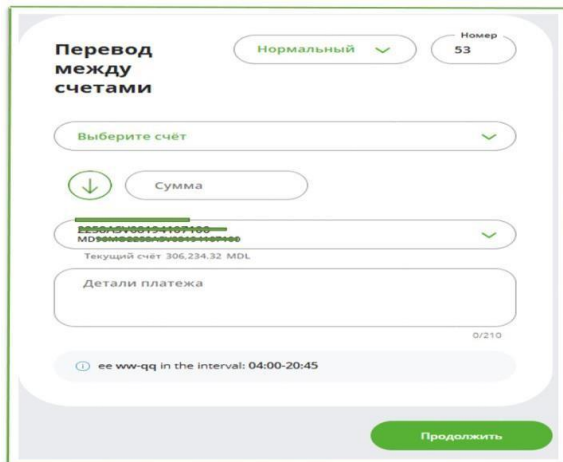 Перевод
между
счетами
Нормальный
Номер
53
Выберите счёт
Сумма
Текущий счёт 306,234.32 MDL
Детали платежа
0/210
ee ww-qq in the interval: 04:00-20:45
Продолжить